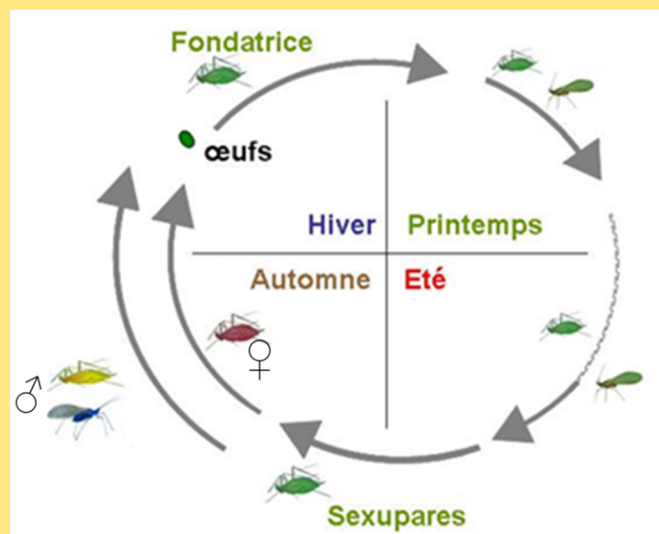 Fondatrice
œufs
Hiver
Printemps
Automne
Eté
♀
♂
Sexupares